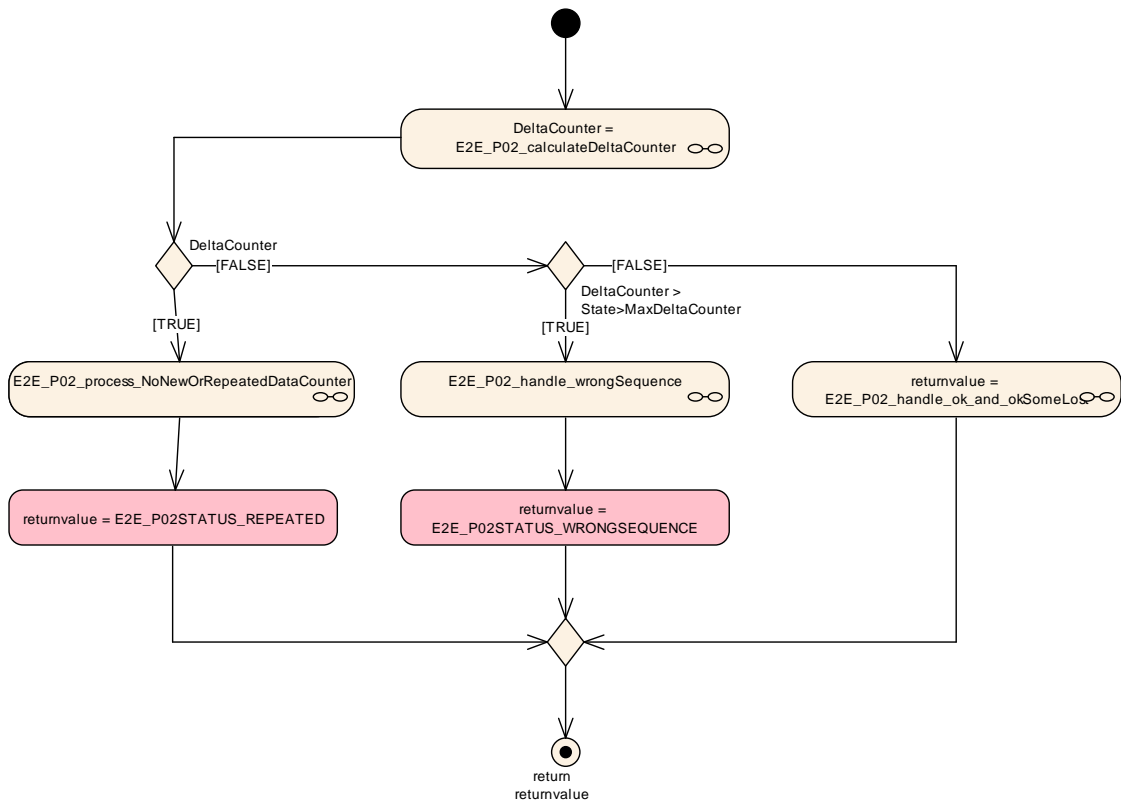 DeltaCounter =
E2E_P02_calculateDeltaCounter
DeltaCounter
[FALSE]
[FALSE]
DeltaCounter >
State>MaxDeltaCounter
[TRUE]
[TRUE]
E2E_P02_process_NoNewOrRepeatedDataCounter
E2E_P02_handle_wrongSequence
returnvalue =
E2E_P02_handle_ok_and_okSomeLost
returnvalue = E2E_P02STATUS_REPEATED
returnvalue =
E2E_P02STATUS_WRONGSEQUENCE
return
returnvalue